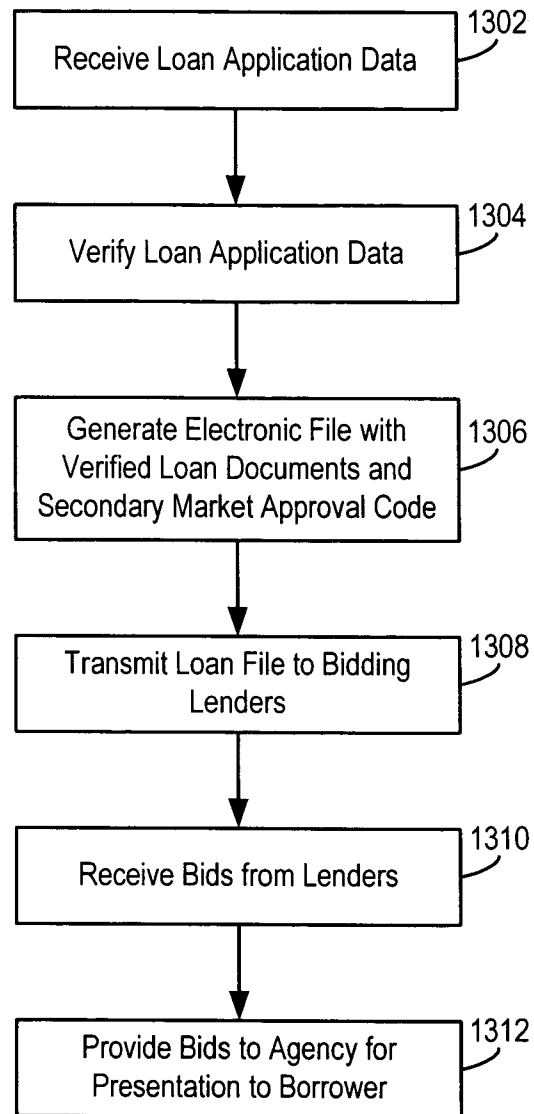 1302
Receive Loan Application Data
1304
Verify Loan Application Data
1306
Generate Electronic File with
Verified Loan Documents and
Secondary Market Approval Code
1308
Transmit Loan File to Bidding
Lenders
1310
Receive Bids from Lenders
1312
Provide Bids to Agency for
Presentation to Borrower